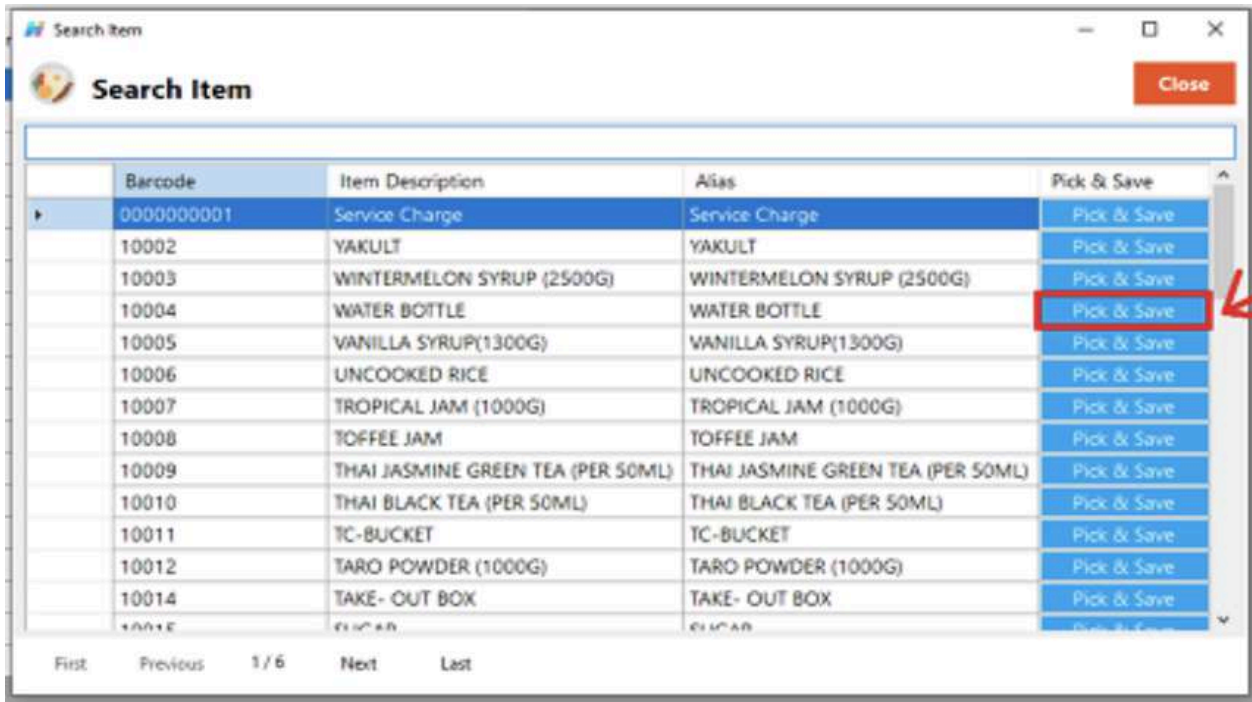 Search Item
Search Item
Close
Barcode Item Description Alias Pick & Save
0000000001 Service Charge Service Charge Pick & Save
10002 YAKULT YAKULT Pick & Save
10003 WINTERMELON SYRUP (2500G) WINTERMELON SYRUP (2500G) Pick & Save
10004 WATER BOTTLE WATER BOTTLE Pick & Save
10005 VANILLA SYRUP(1300G) VANILLA SYRUP(1300G) Pick & Save
10006 UNCOOKED RICE UNCOOKED RICE Pick & Save
10007 TROPICAL JAM (1000G) TROPICAL JAM (1000G) Pick & Save
10008 TOFFEE JAM TOFFEE JAM Pick & Save
10009 THAI JASMINE GREEN TEA (PER 50ML) THAI JASMINE GREEN TEA (PER 50ML) Pick & Save
10010 THAI BLACK TEA (PER 50ML) THAI BLACK TEA (PER 50ML) Pick & Save
10011 TC-BUCKET TC-BUCKET Pick & Save
10012 TARO POWDER (1000G) TARO POWDER (1000G) Pick & Save
10014 TAKE- OUT BOX TAKE- OUT BOX Pick & Save
10015 SUGAR SUGAR Pick & Save
First Previous 1 / 6 Next Last